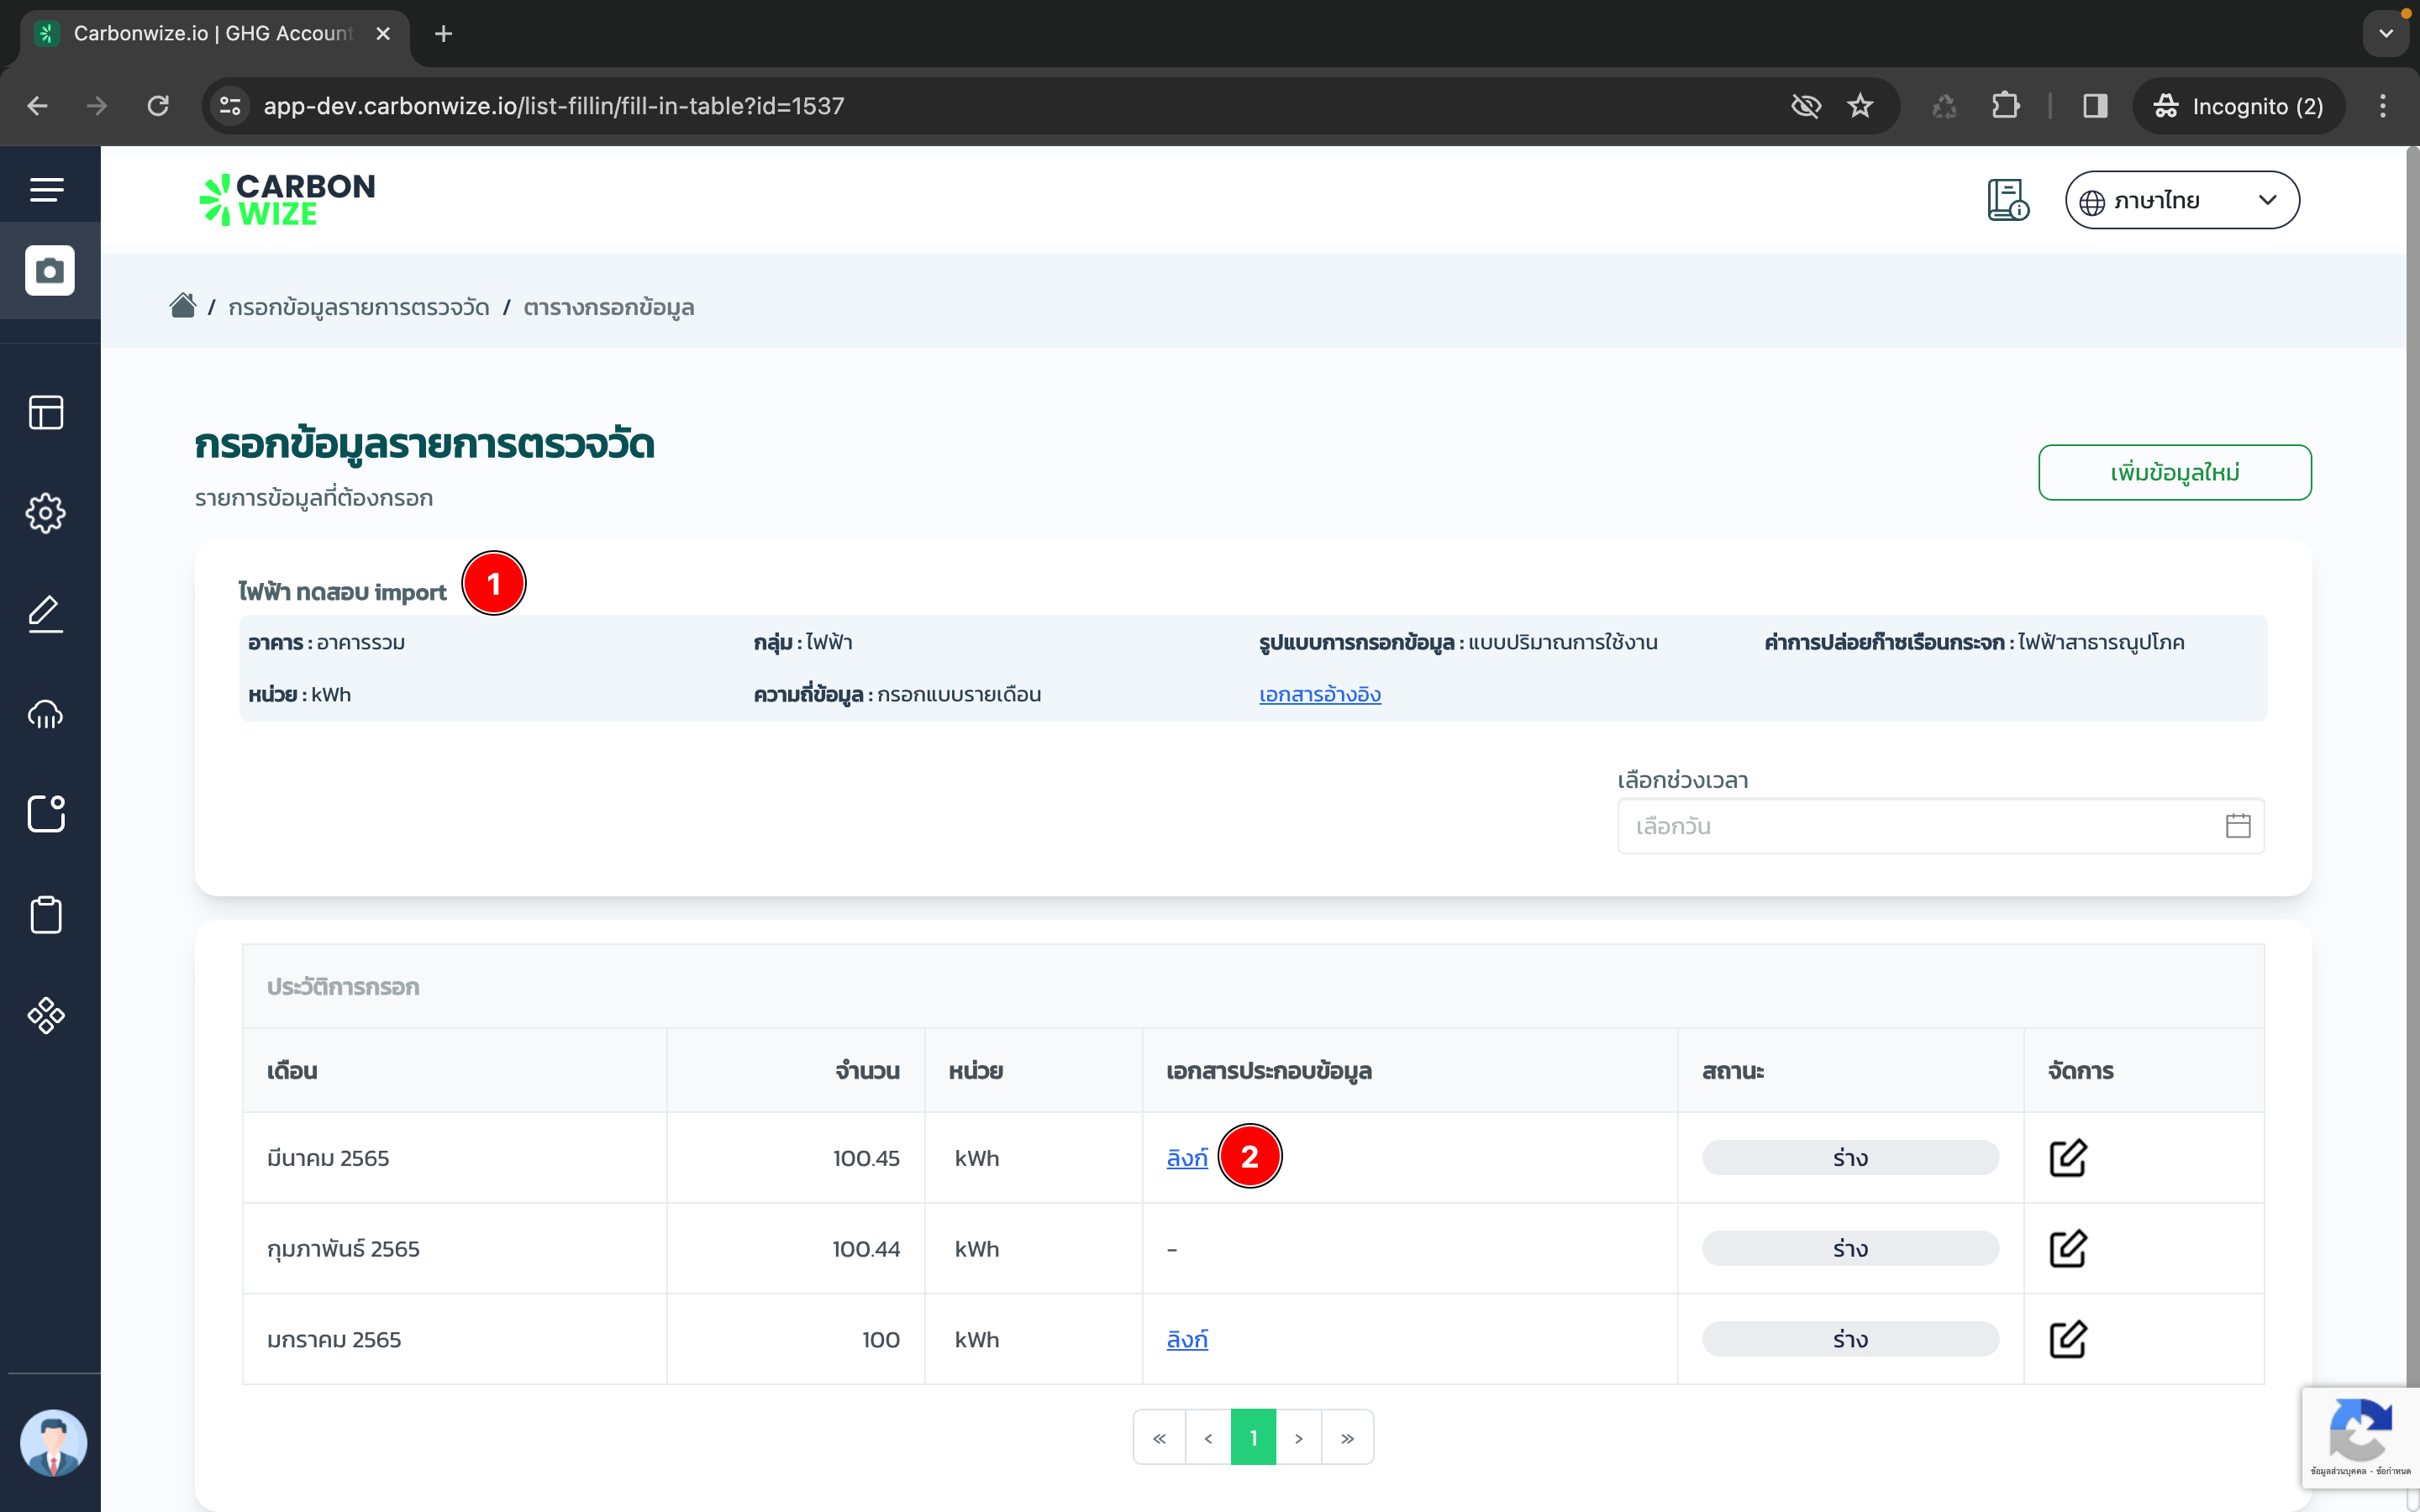 Carbonwize.io | GHG Account
app-dev.carbonwize.io/list-fillin/fill-in-table?id=1537
Incognito (2)
CARBON
WIZE
ภาษาไทย
/ กรอกข้อมูลรายการตรวจวัด / ตารางกรอกข้อมูล
กรอกข้อมูลรายการตรวจวัด
รายการข้อมูลที่ต้องกรอก
เพิ่มข้อมูลใหม่
ไฟฟ้า ทดสอบ import 1
อาคาร : อาคารรวม กลุ่ม : ไฟฟ้า รูปแบบการกรอกข้อมูล : แบบปริมาณการใช้งาน ค่าการปล่อยก๊าซเรือนกระจก : ไฟฟ้าสาธารณูปโภค
หน่วย : kWh ความถี่ข้อมูล : กรอกแบบรายเดือน เอกสารอ้างอิง
เลือกช่วงเวลา
เลือกวัน
ประวัติการกรอก
เดือน จำนวน หน่วย เอกสารประกอบข้อมูล สถานะ จัดการ
มีนาคม 2565 100.45 kWh ลิงก์ 2 ร่าง
กุมภาพันธ์ 2565 100.44 kWh - ร่าง
มกราคม 2565 100 kWh ลิงก์ ร่าง
« < 1 > »
ข้อมูลส่วนบุคคล - ข้อกำหนด